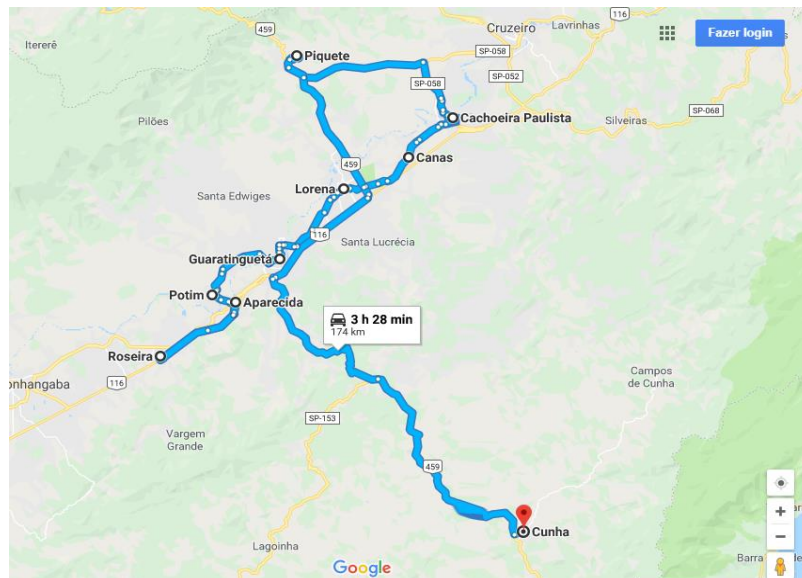 Cruzeiro
Lavrinhas
116
Fazer login
Itererê
459
Piquete
SP-058
SP-058
SP-052
SP-068
Silveiras
Cachoeira Paulista
Pilões
Canas
459
Lorena
Santa Edwiges
116
Santa Lucrécia
Guaratinguetá
Potim
Aparecida
3 h 28 min
174 km
Roseira
onhangaba
116
Campos
de Cunha
SP-153
Vargem
Grande
459
Cunha
Lagoinha
Google
+
−
Barra
de